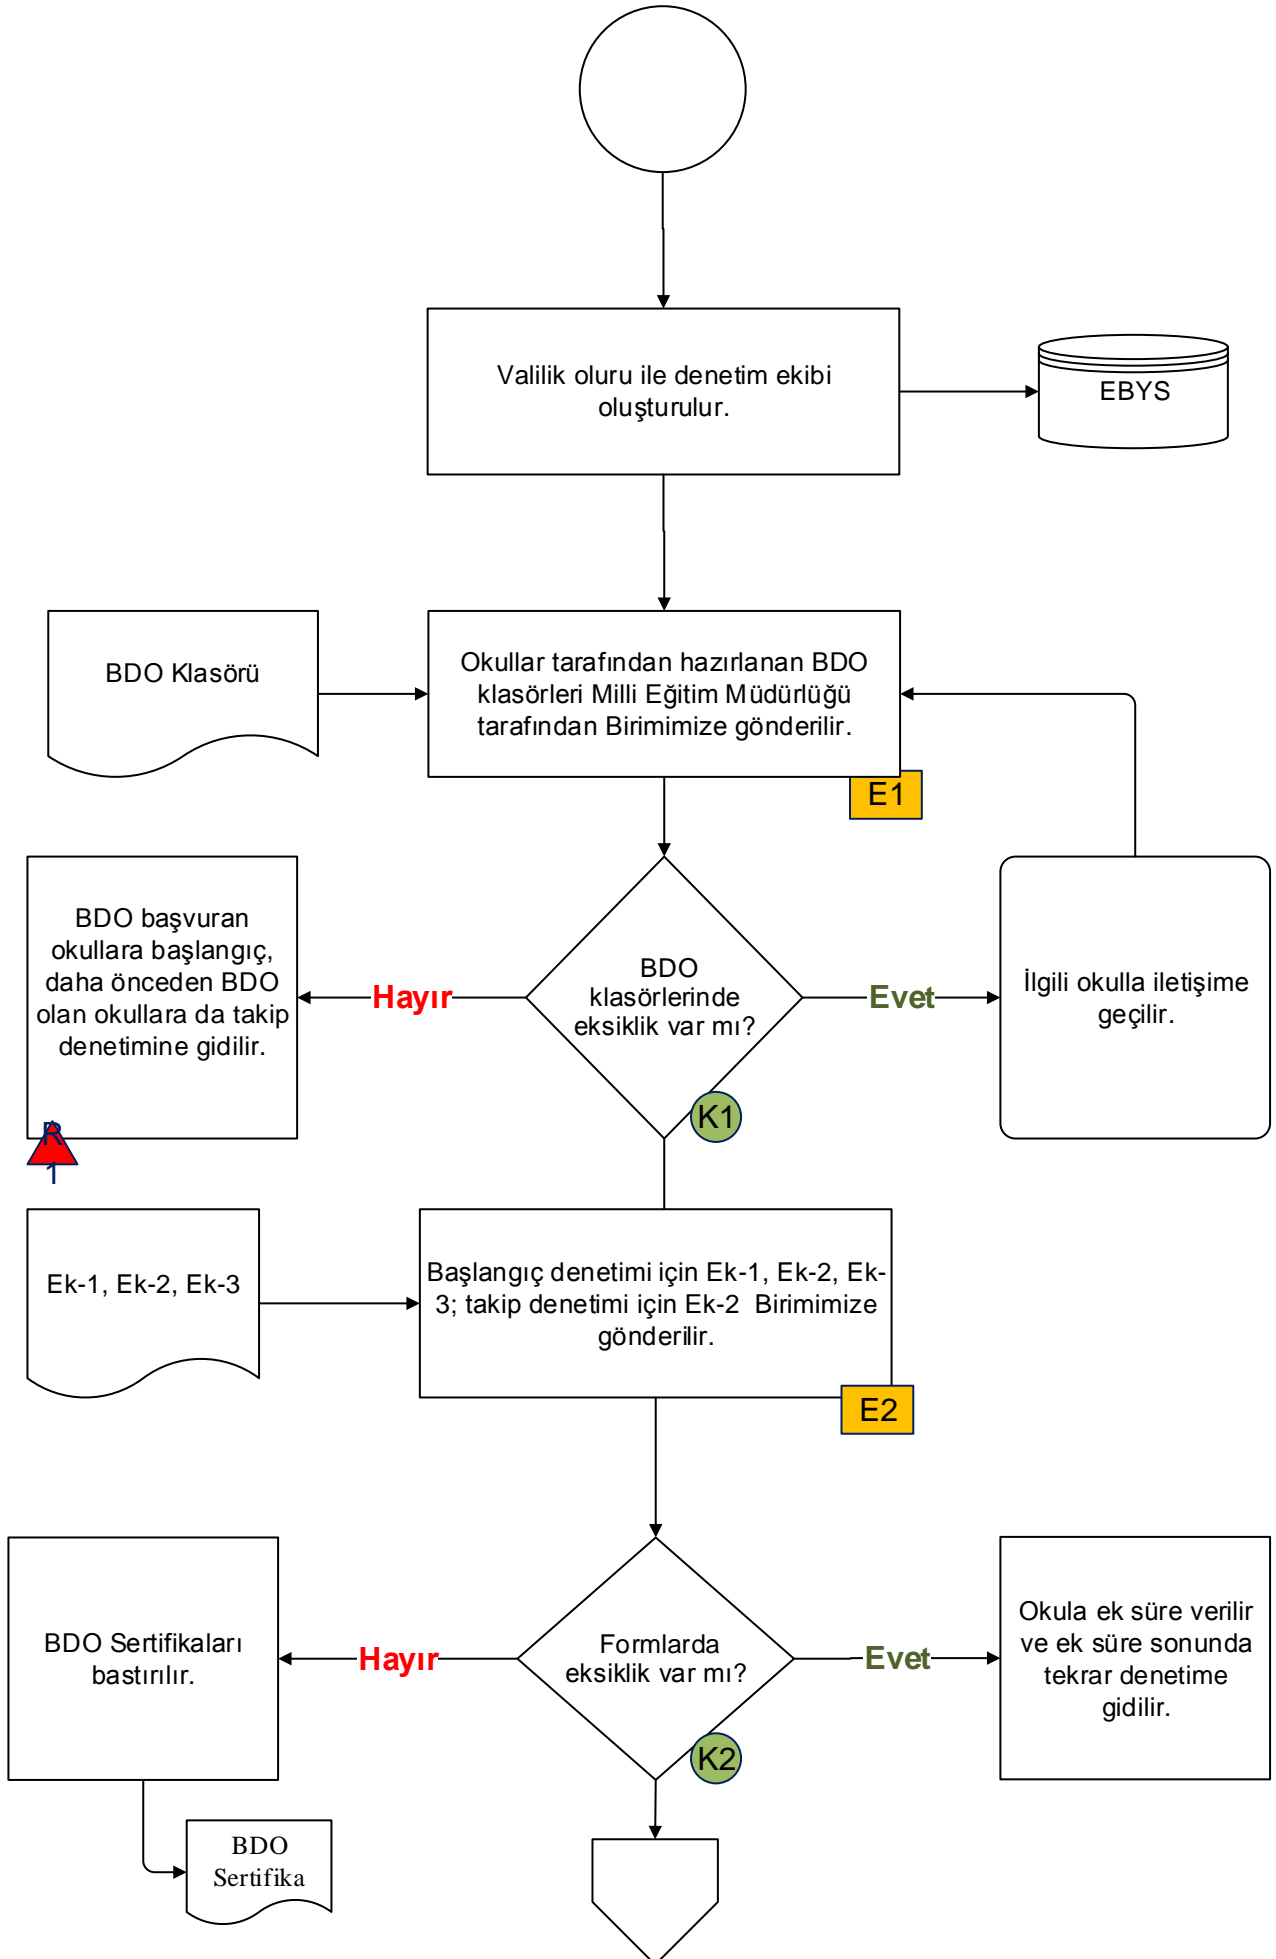 Valilik oluru ile denetim ekibi
oluşturulur.
EBYS
BDO Klasörü
Okullar tarafından hazırlanan BDO
klasörleri Milli Eğitim Müdürlüğü
tarafından Birimimize gönderilir.
E1
BDO başvuran
okullara başlangıç,
daha önceden BDO
olan okullara da takip
denetimine gidilir.
R
1
Hayır
BDO
klasörlerinde
eksiklik var mı?
K1
Evet
İlgili okulla iletişime
geçilir.
Ek-1, Ek-2, Ek-3
Başlangıç denetimi için Ek-1, Ek-2, Ek-
3; takip denetimi için Ek-2  Birimimize
gönderilir.
E2
BDO Sertifikaları
bastırılır.
Hayır
Formlarda
eksiklik var mı?
K2
Evet
Okula ek süre verilir
ve ek süre sonunda
tekrar denetime
gidilir.
BDO
Sertifika